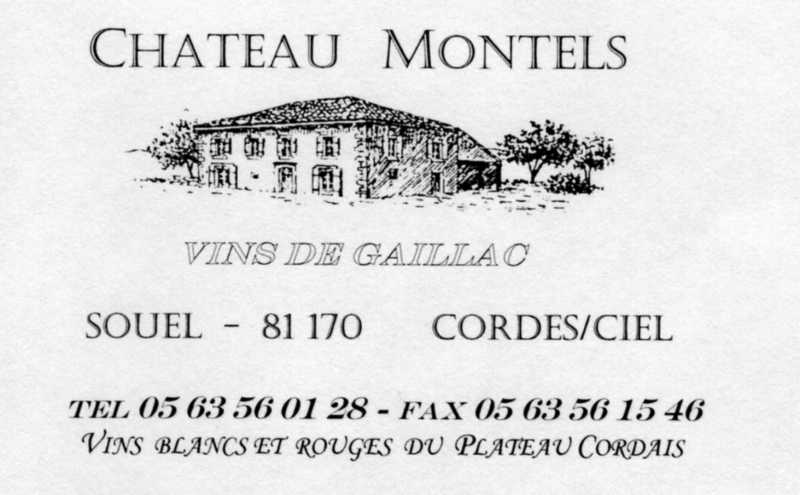 CHATEAU MONTELS
VINS DE GAILLAC
SOUEL - 81 170 CORDES/CIEL
TEL 05 63 56 01 28 - FAX 05 63 56 15 46
VINS BLANCS ET ROUGES DU PLATEAU CORDAIS